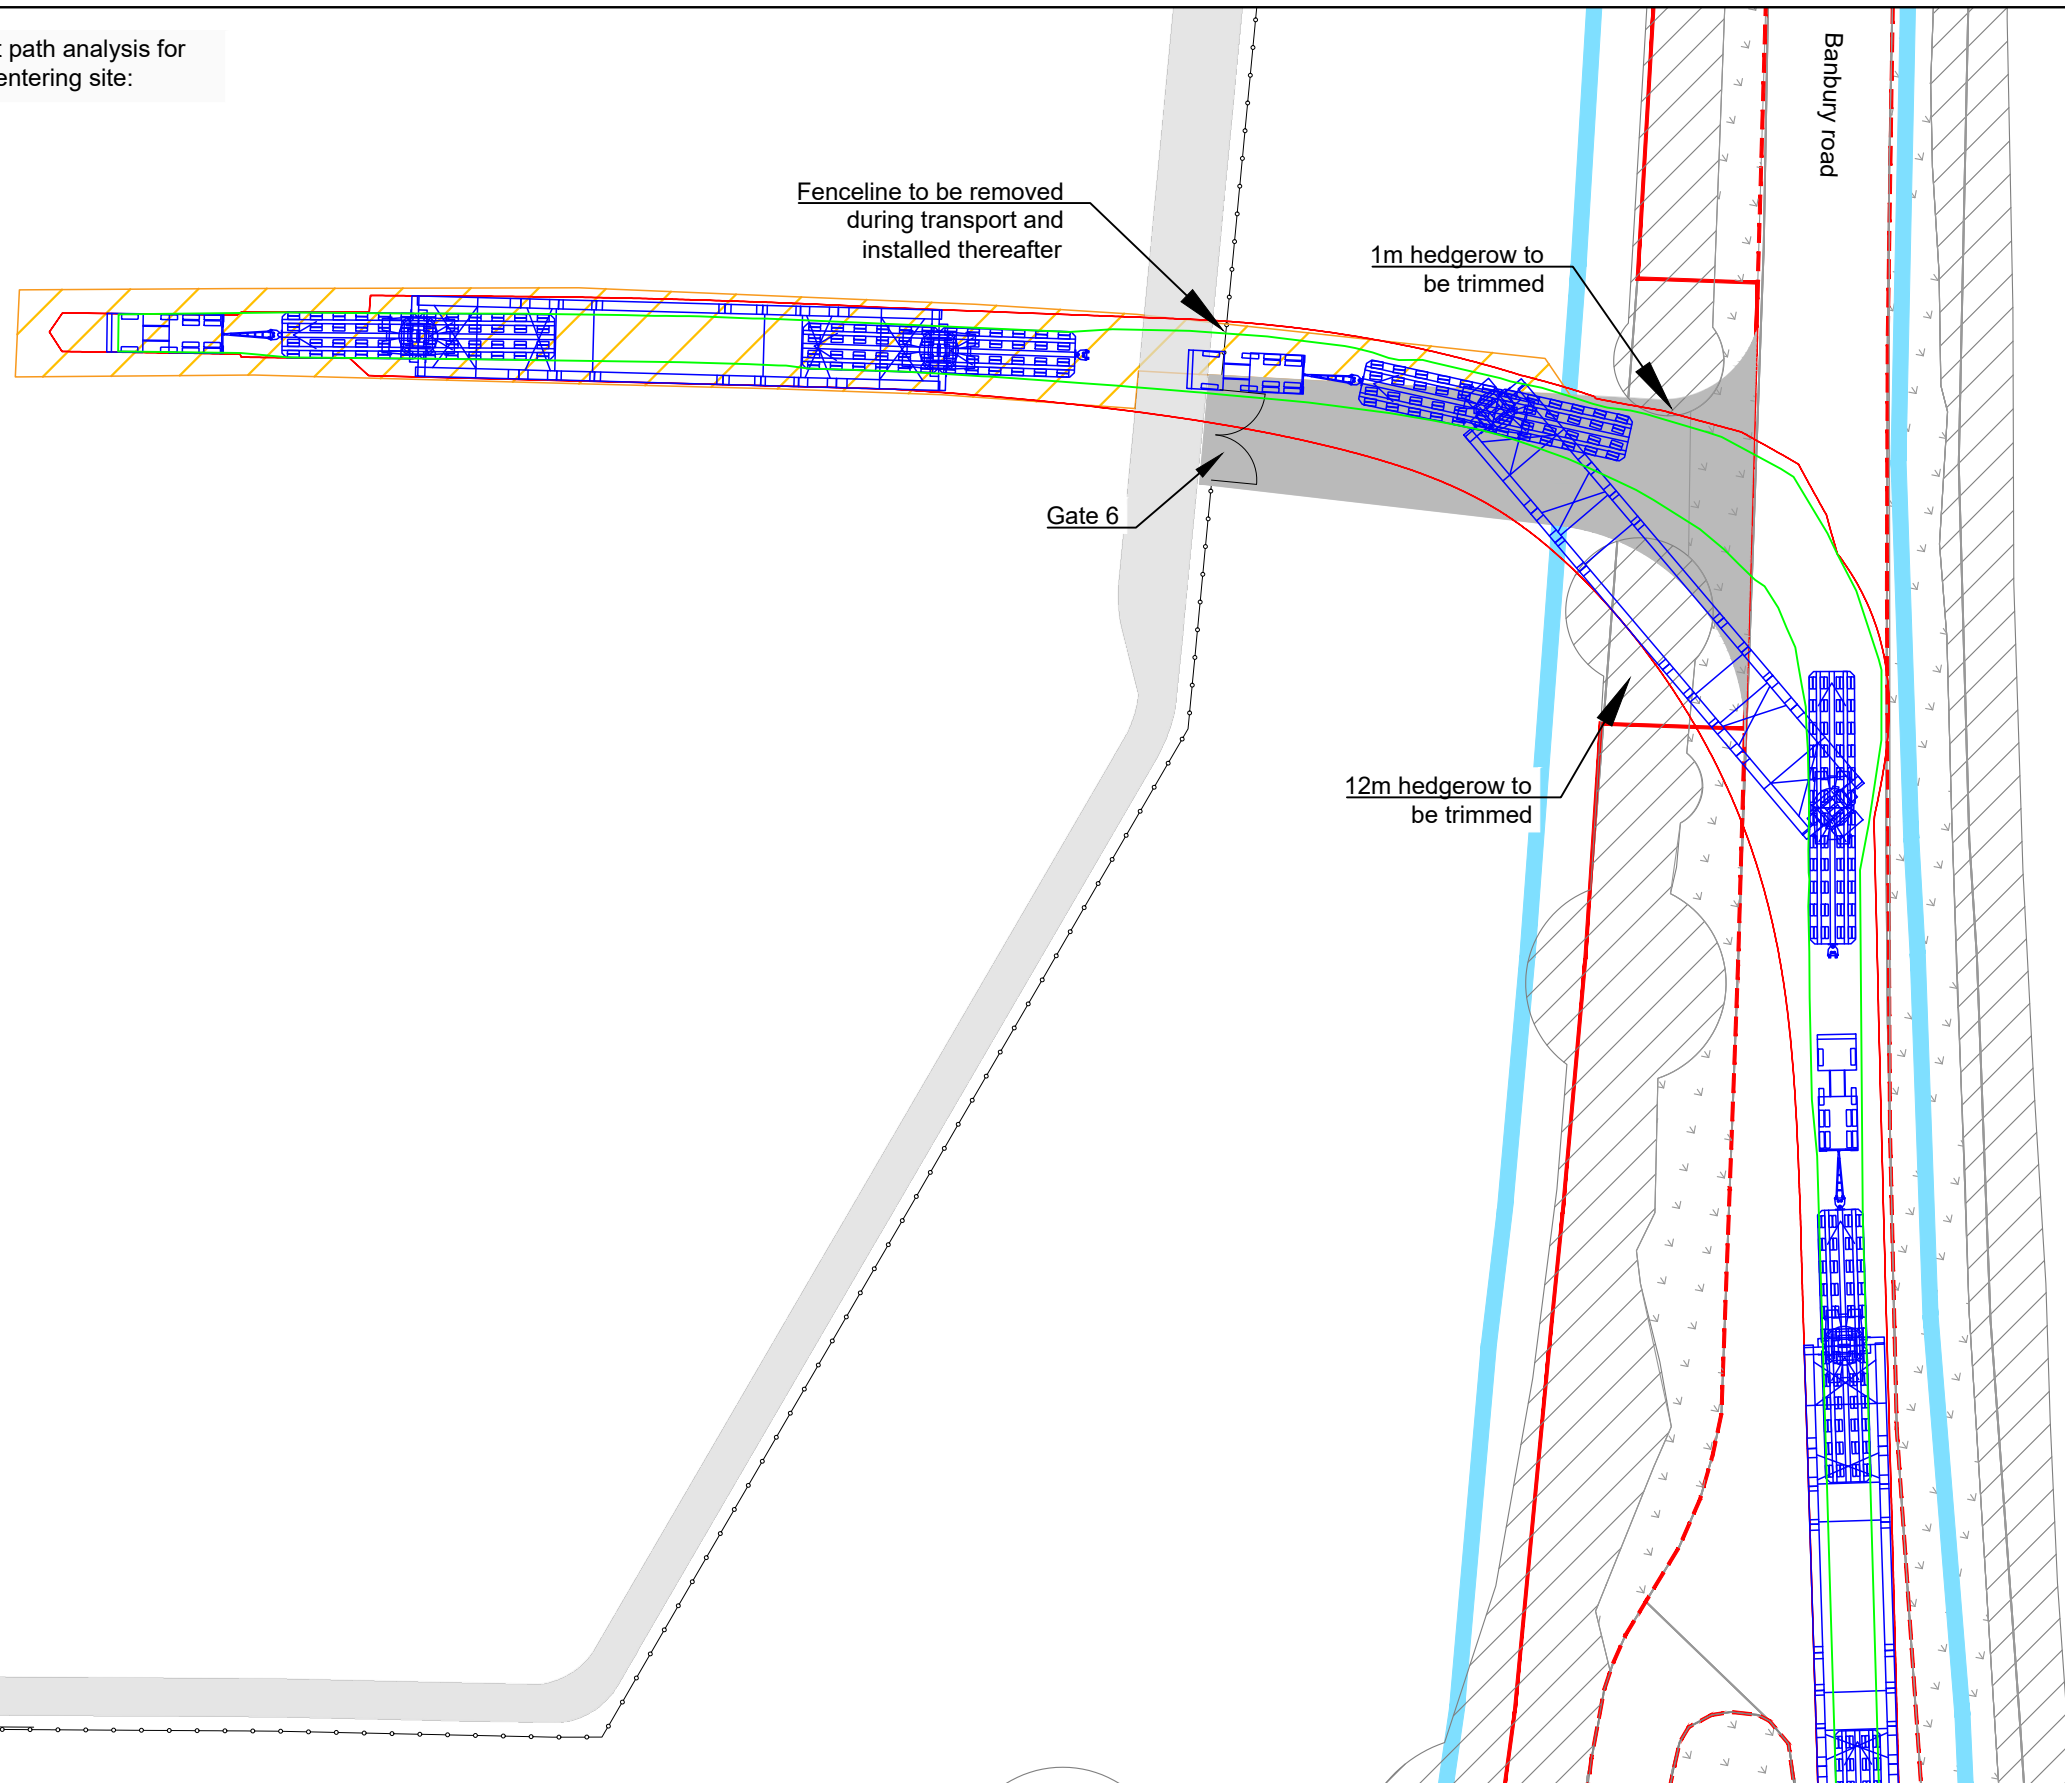 path analysis for
entering site:
Banbury road
Fenceline to be removed
during transport and
installed thereafter
1m hedgerow to
be trimmed
Gate 6
12m hedgerow to
be trimmed